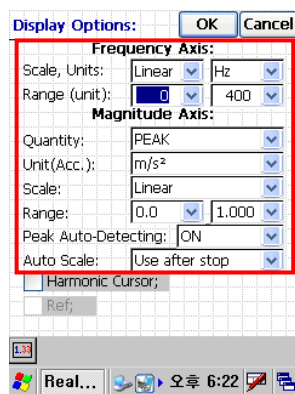 Display Options: OK Cancel
Frequency Axis:
Scale, Units: Linear Hz
Range (unit): 0 400
Magnitude Axis:
Quantity: PEAK
Unit(Acc.): m/s²
Scale: Linear
Range: 0.0 1.000
Peak Auto-Detecting: ON
Auto Scale: Use after stop
Harmonic Cursor;
Ref;
1.33
Real... 오후 6:22